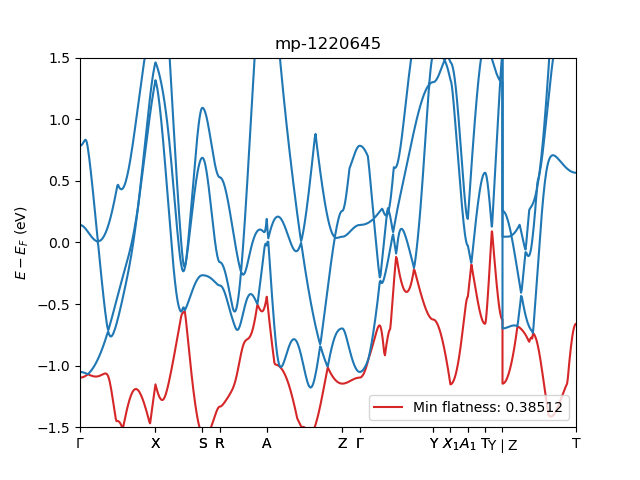 mp-1220645
E − E_F (eV)
1.5
1.0
0.5
0.0
−0.5
−1.0
−1.5
Min flatness: 0.38512
Γ X S R A Z Γ Y X₁ A₁ T Y | Z T